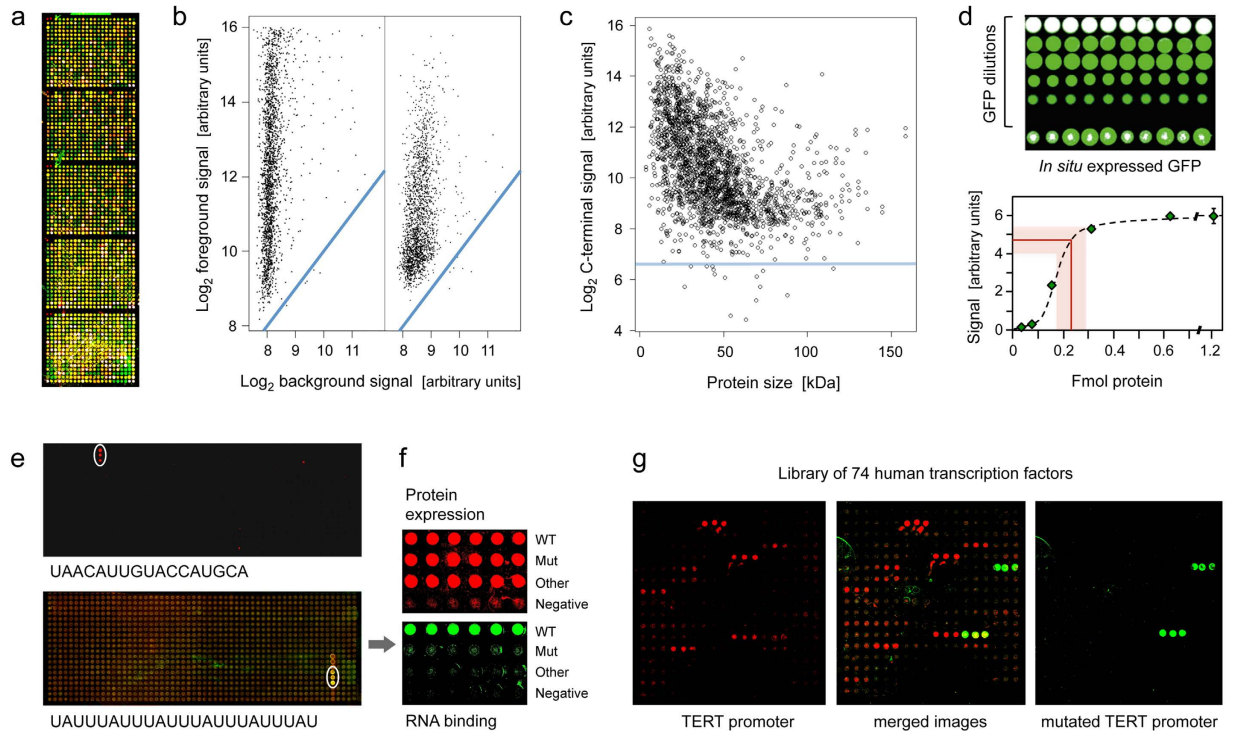 a
b
16
14
12
10
8
Log2 foreground signal [arbitrary units]
8 9 10 11 8 9 10 11
Log2 background signal [arbitrary units]
c
16
14
12
10
8
6
4
Log2 C-terminal signal [arbitrary units]
0 50 100 150
Protein size [kDa]
d
GFP dilutions
In situ expressed GFP
Signal [arbitrary units]
6
4
2
0
0 0.2 0.4 0.6 1.2
Fmol protein
e
UAACAUUGUACCAUGCA
UAUUUAUUUAUUUAUUUAUUUAU
f
Protein
expression
WT
Mut
Other
Negative
WT
Mut
Other
Negative
RNA binding
g
Library of 74 human transcription factors
TERT promoter
merged images
mutated TERT promoter